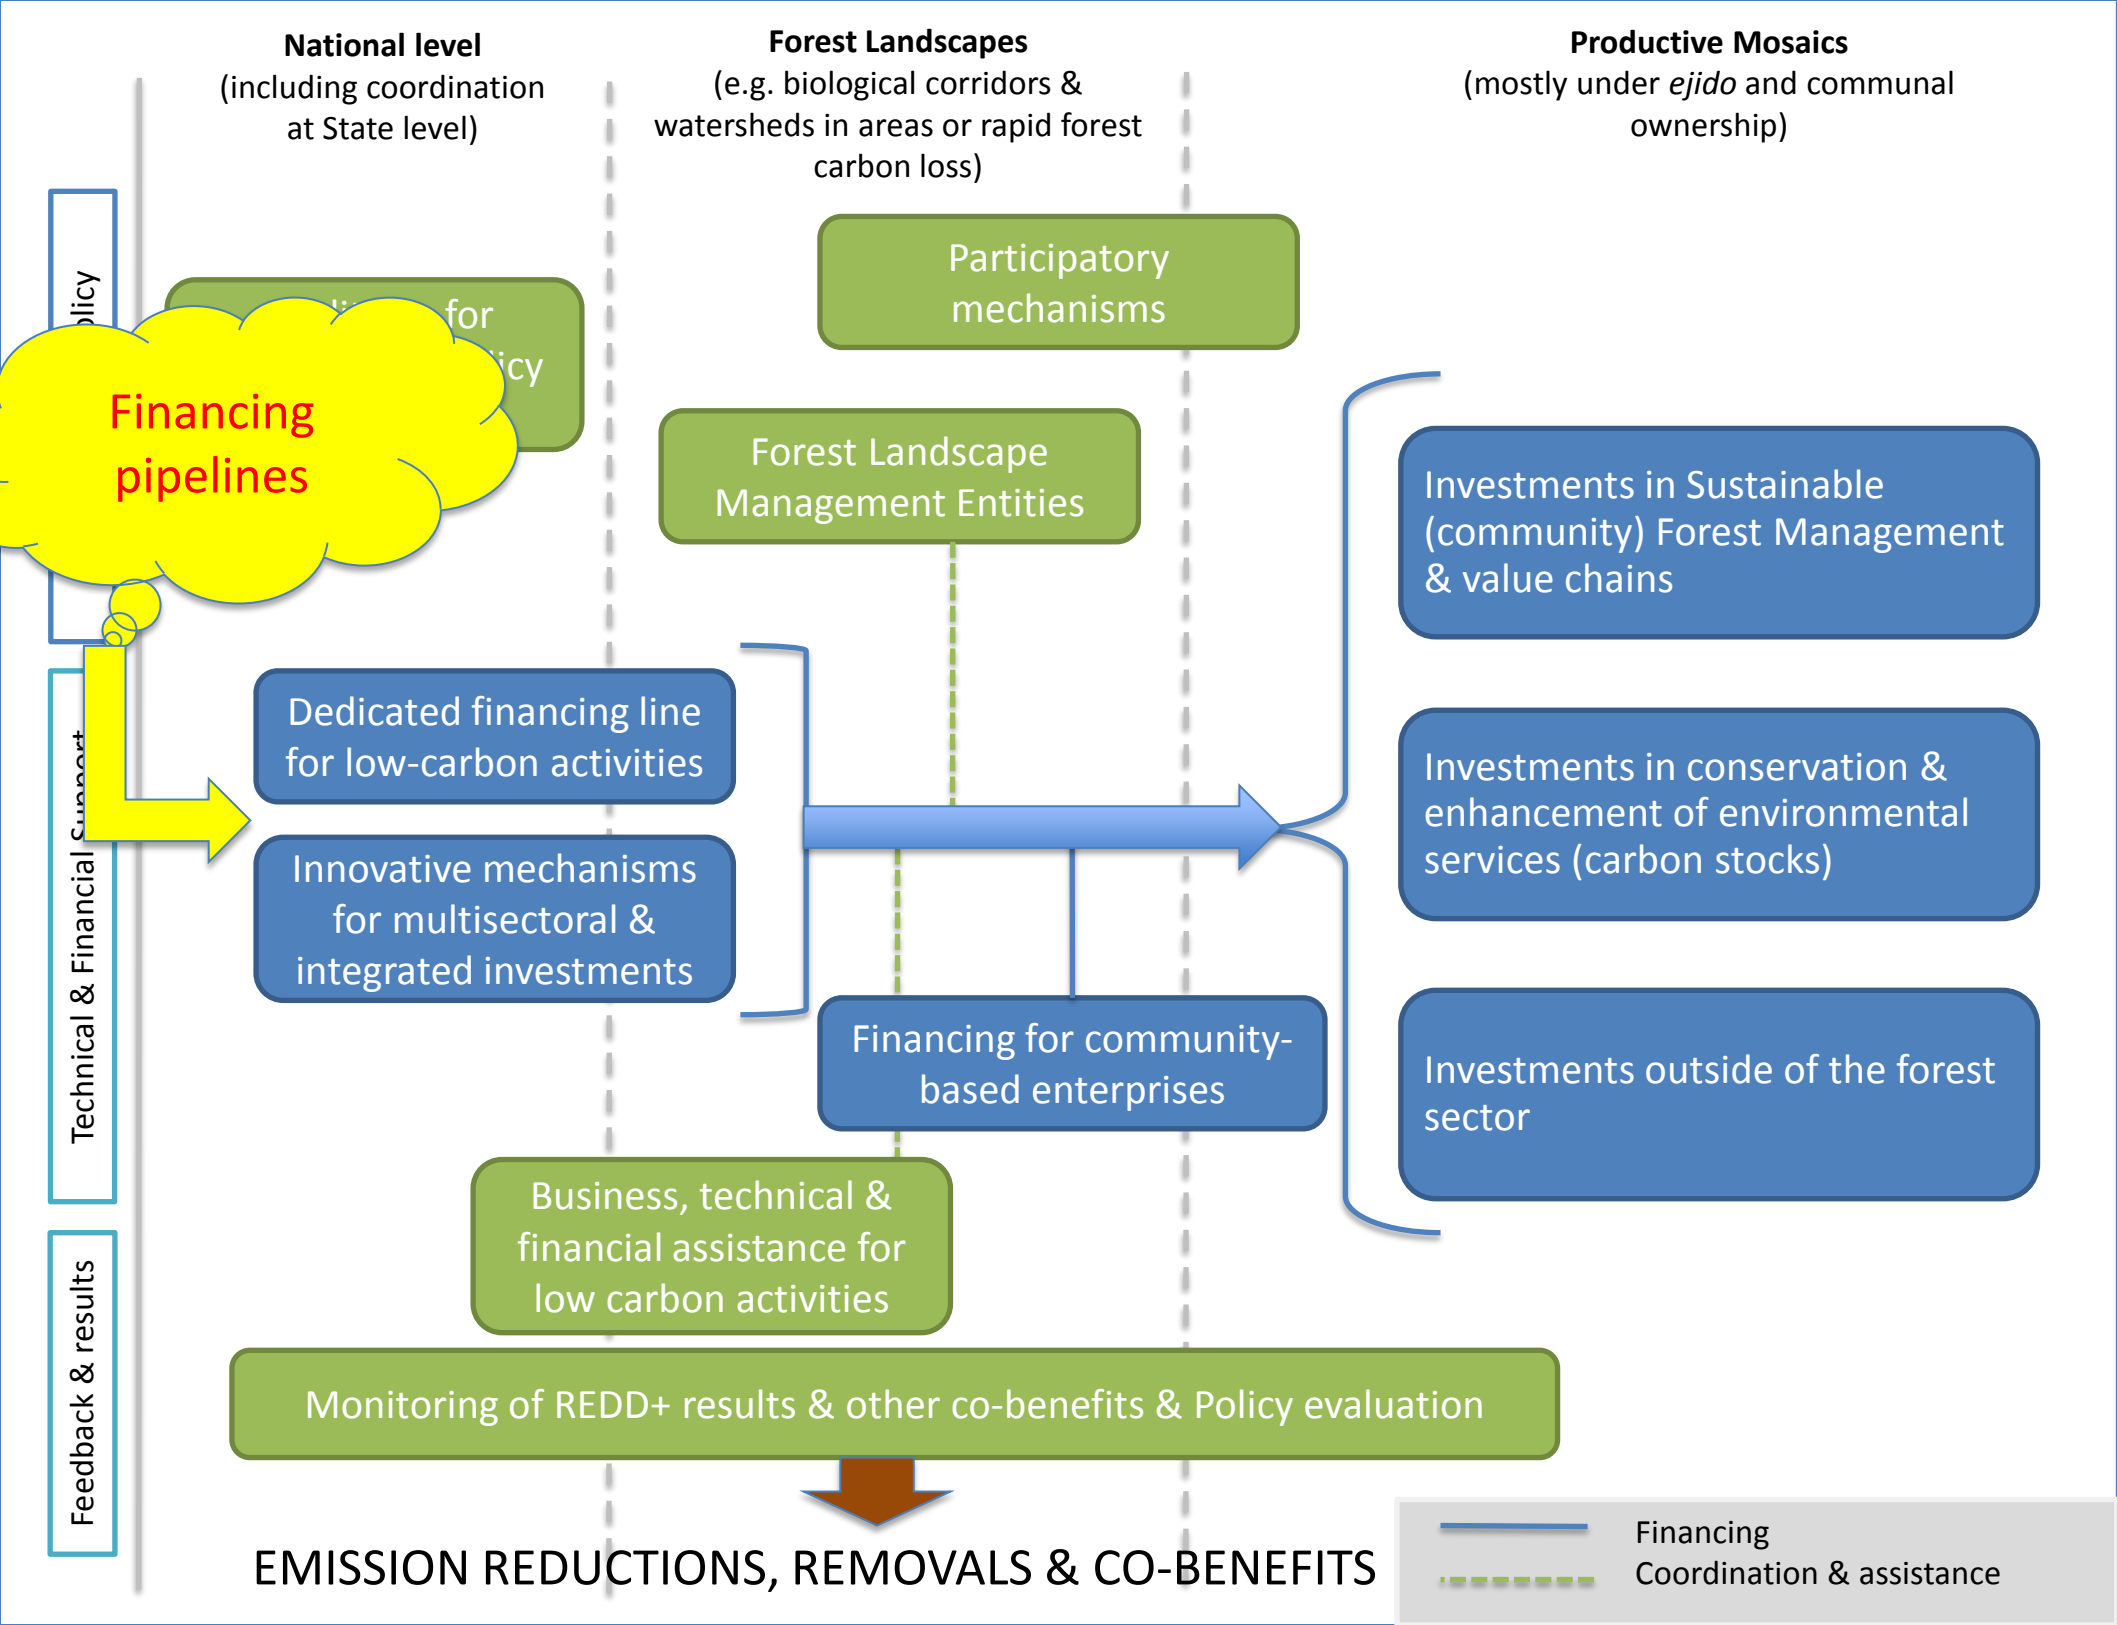 National level
(including coordination
at State level)
Forest Landscapes
(e.g. biological corridors &
watersheds in areas or rapid forest
carbon loss)
Productive Mosaics
(mostly under ejido and communal
ownership)
Participatory
mechanisms
for
Financing
pipelines
Forest Landscape
Management Entities
Investments in Sustainable
(community) Forest Management
& value chains
Technical & Financial Support
Dedicated financing line
for low-carbon activities
Innovative mechanisms
for multisectoral &
integrated investments
Investments in conservation &
enhancement of environmental
services (carbon stocks)
Financing for community-
based enterprises
Investments outside of the forest
sector
Business, technical &
financial assistance for
low carbon activities
Feedback & results
Monitoring of REDD+ results & other co-benefits & Policy evaluation
EMISSION REDUCTIONS, REMOVALS & CO-BENEFITS
Financing
Coordination & assistance